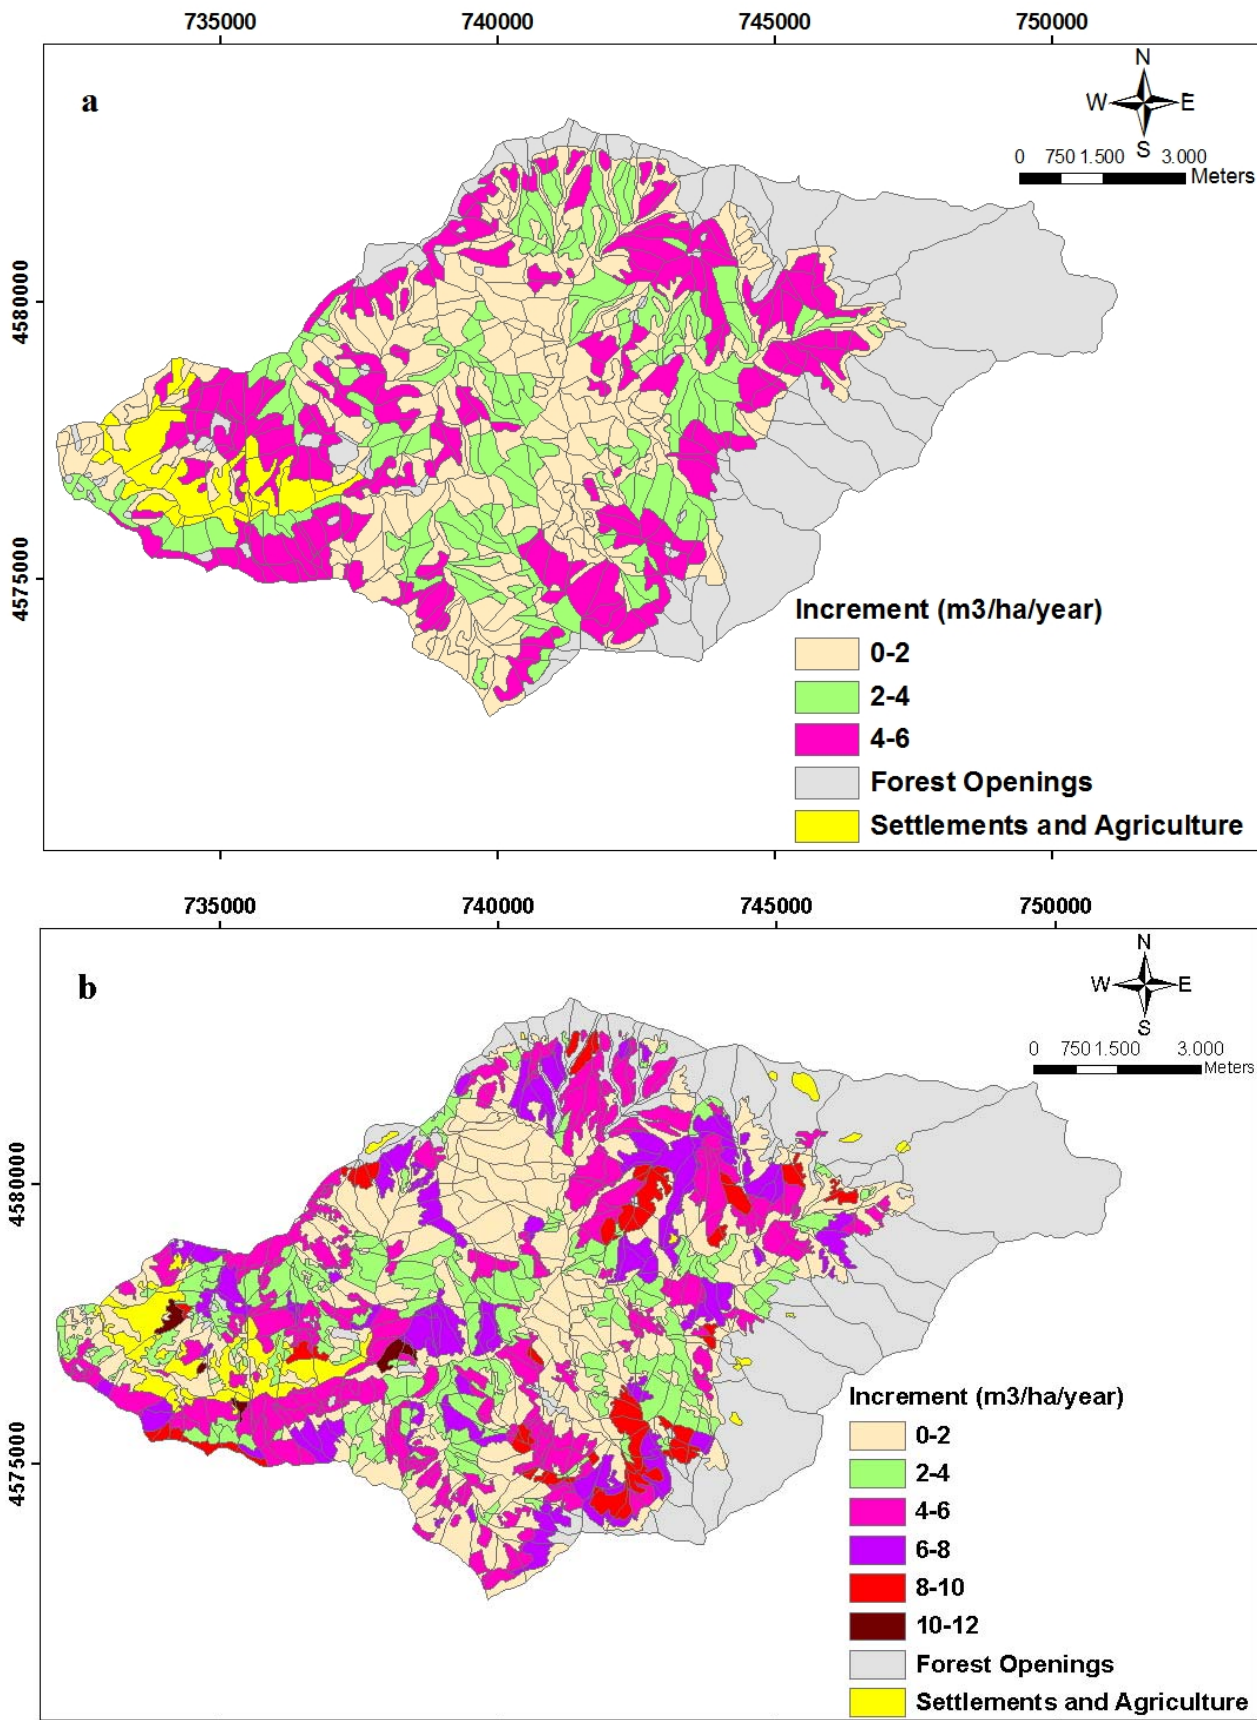 735000 740000 745000 750000
a
N
W E
S
0 750 1.500 3.000
Meters
4580000
4575000
Increment (m3/ha/year)
0-2
2-4
4-6
Forest Openings
Settlements and Agriculture
735000 740000 745000 750000
b
N
W E
S
0 750 1.500 3.000
Meters
4580000
4575000
Increment (m3/ha/year)
0-2
2-4
4-6
6-8
8-10
10-12
Forest Openings
Settlements and Agriculture